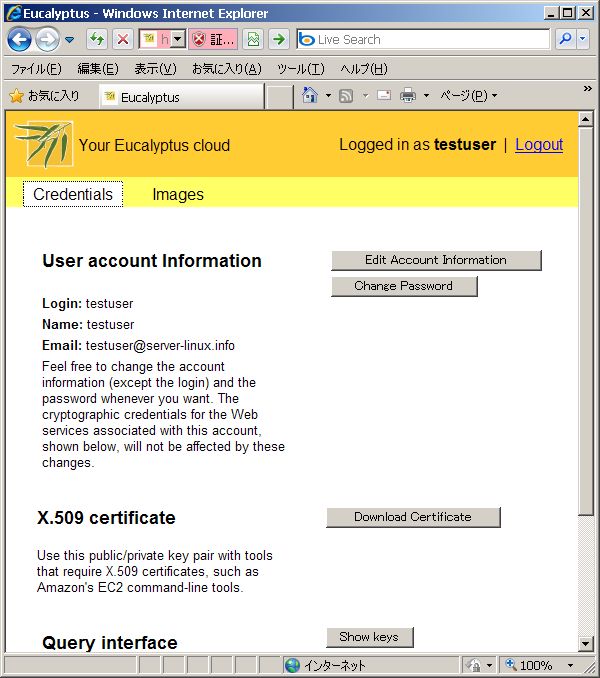 Eucalyptus - Windows Internet Explorer
h 証... Live Search
ファイル(F) 編集(E) 表示(V) お気に入り(A) ツール(T) ヘルプ(H)
お気に入り Eucalyptus ページ(P) »
Your Eucalyptus cloud Logged in as testuser | Logout
Credentials Images
User account Information Edit Account Information
Change Password
Login: testuser
Name: testuser
Email: testuser@server-linux.info
Feel free to change the account
information (except the login) and the
password whenever you want. The
cryptographic credentials for the Web
services associated with this account,
shown below, will not be affected by these
changes.
X.509 certificate Download Certificate
Use this public/private key pair with tools
that require X.509 certificates, such as
Amazon's EC2 command-line tools.
Query interface Show keys
インターネット 100%